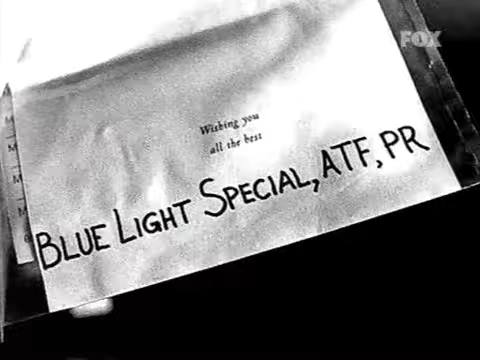 FOX
Wishing you
all the best
BLUE LIGHT SPECIAL, ATF, PR